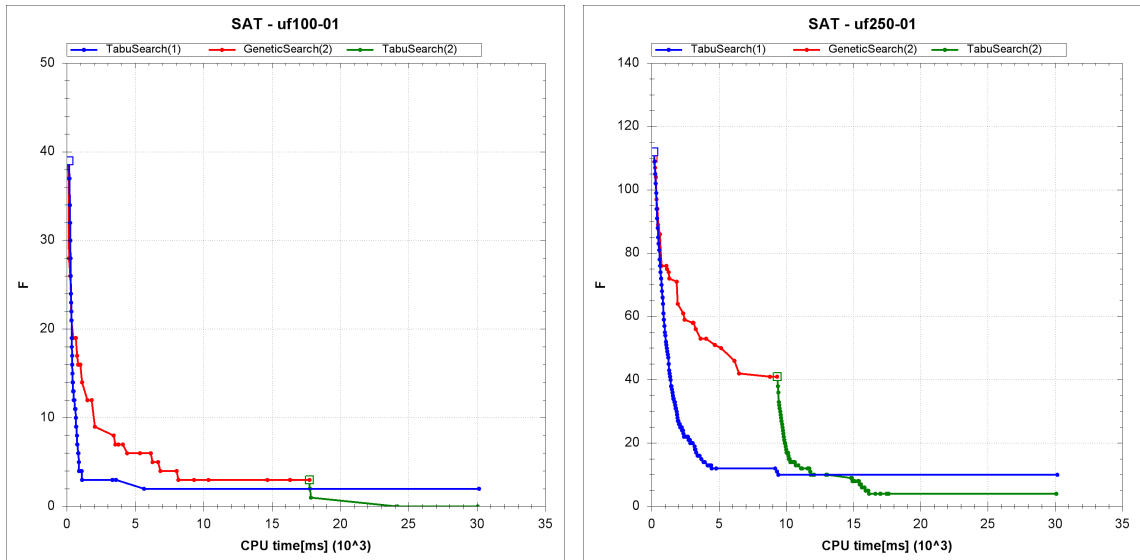 SAT - uf100-01
TabuSearch(1) GeneticSearch(2) TabuSearch(2)
50
40
30
20
10
0
F
0 5 10 15 20 25 30 35
CPU time[ms] (10^3)
SAT - uf250-01
TabuSearch(1) GeneticSearch(2) TabuSearch(2)
140
120
100
80
60
40
20
0
F
0 5 10 15 20 25 30 35
CPU time[ms] (10^3)